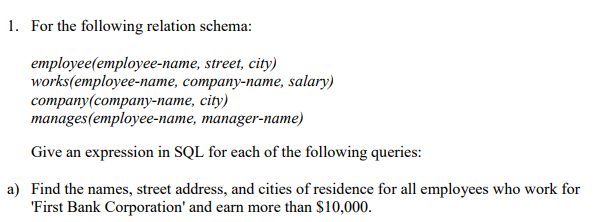 1. For the following relation schema:
employee(employee-name, street, city)
works(employee-name, company-name, salary)
company(company-name, city)
manages(employee-name, manager-name)
Give an expression in SQL for each of the following queries:
a) Find the names, street address, and cities of residence for all employees who work for
'First Bank Corporation' and earn more than $10,000.